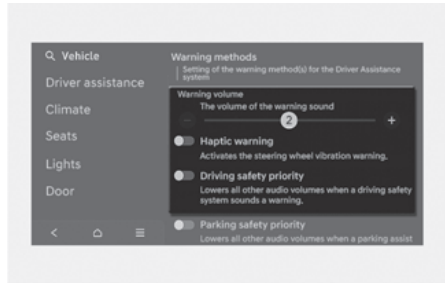 Vehicle
Driver assistance
Climate
Seats
Lights
Door
Warning methods
Setting of the warning method(s) for the Driver Assistance
system
Warning volume
The volume of the warning sound
2
Haptic warning
Activates the steering wheel vibration warning.
Driving safety priority
Lowers all other audio volumes when a driving safety
system sounds a warning.
Parking safety priority
Lowers all other audio volumes when a parking assist